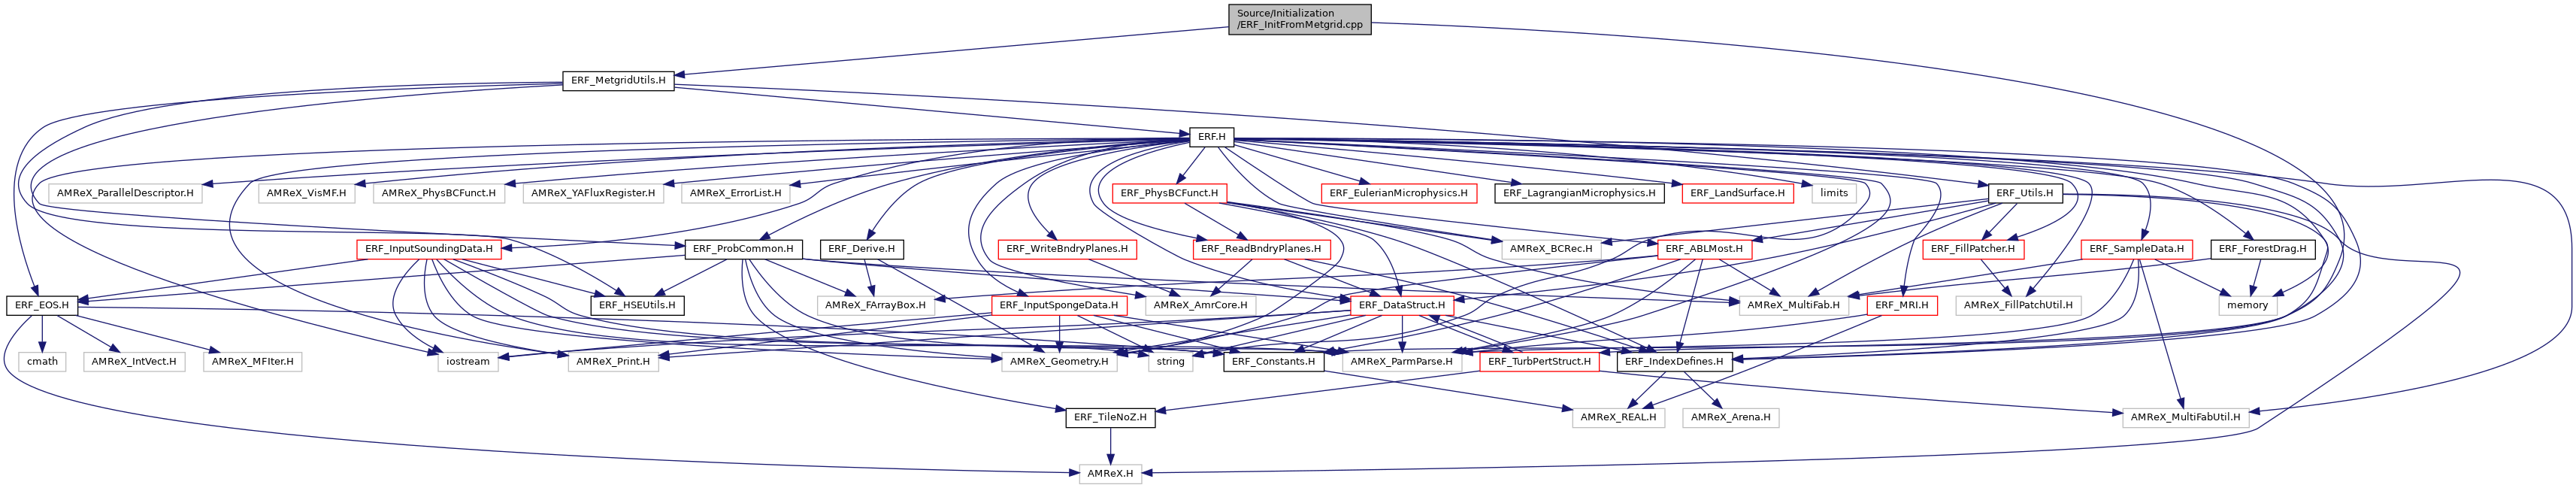 Source/Initialization
/ERF_InitFromMetgrid.cpp
ERF_MetgridUtils.H
ERF.H
AMReX_ParallelDescriptor.H
AMReX_VisMF.H
AMReX_PhysBCFunct.H
AMReX_YAFluxRegister.H
AMReX_ErrorList.H
ERF_PhysBCFunct.H
ERF_EulerianMicrophysics.H
ERF_LagrangianMicrophysics.H
ERF_LandSurface.H
limits
ERF_Utils.H
ERF_InputSoundingData.H
ERF_ProbCommon.H
ERF_Derive.H
ERF_WriteBndryPlanes.H
ERF_ReadBndryPlanes.H
AMReX_BCRec.H
ERF_ABLMost.H
ERF_FillPatcher.H
ERF_SampleData.H
ERF_ForestDrag.H
ERF_EOS.H
ERF_HSEUtils.H
AMReX_FArrayBox.H
ERF_InputSpongeData.H
AMReX_AmrCore.H
ERF_DataStruct.H
AMReX_MultiFab.H
ERF_MRI.H
AMReX_FillPatchUtil.H
memory
cmath
AMReX_IntVect.H
AMReX_MFIter.H
iostream
AMReX_Print.H
AMReX_Geometry.H
string
ERF_Constants.H
AMReX_ParmParse.H
ERF_TurbPertStruct.H
ERF_IndexDefines.H
ERF_TileNoZ.H
AMReX_REAL.H
AMReX_Arena.H
AMReX_MultiFabUtil.H
AMReX.H